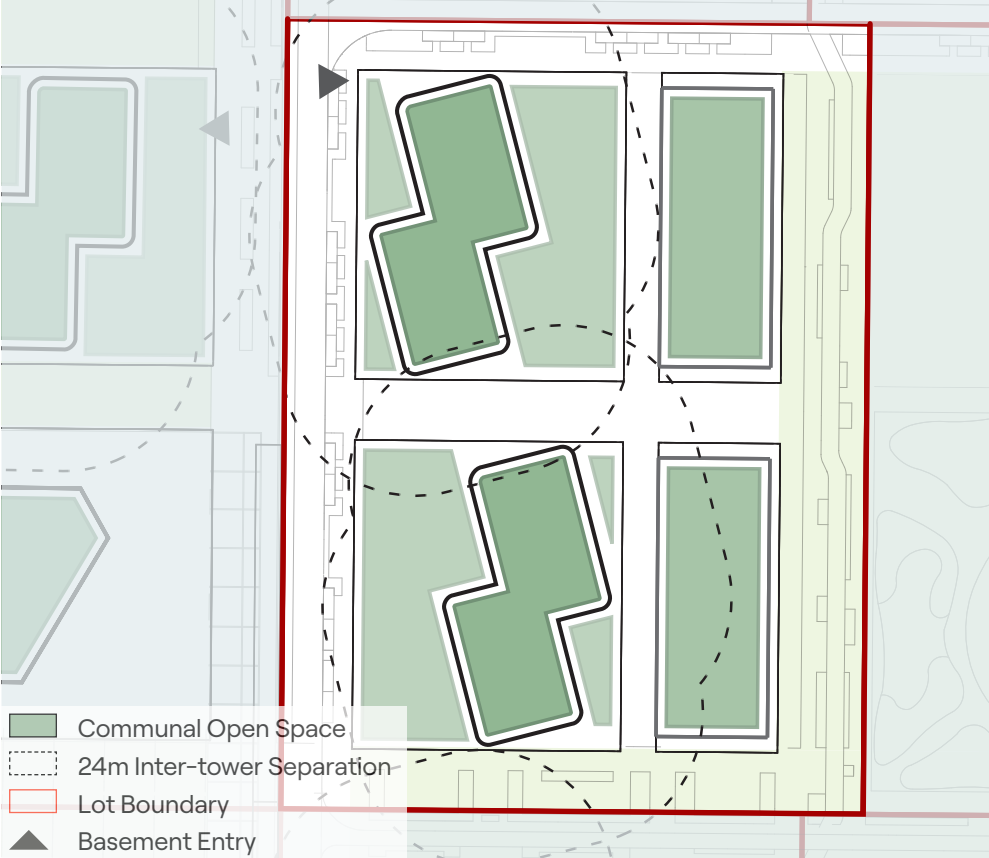 Communal Open Space
24m Inter-tower Separation
Lot Boundary
Basement Entry